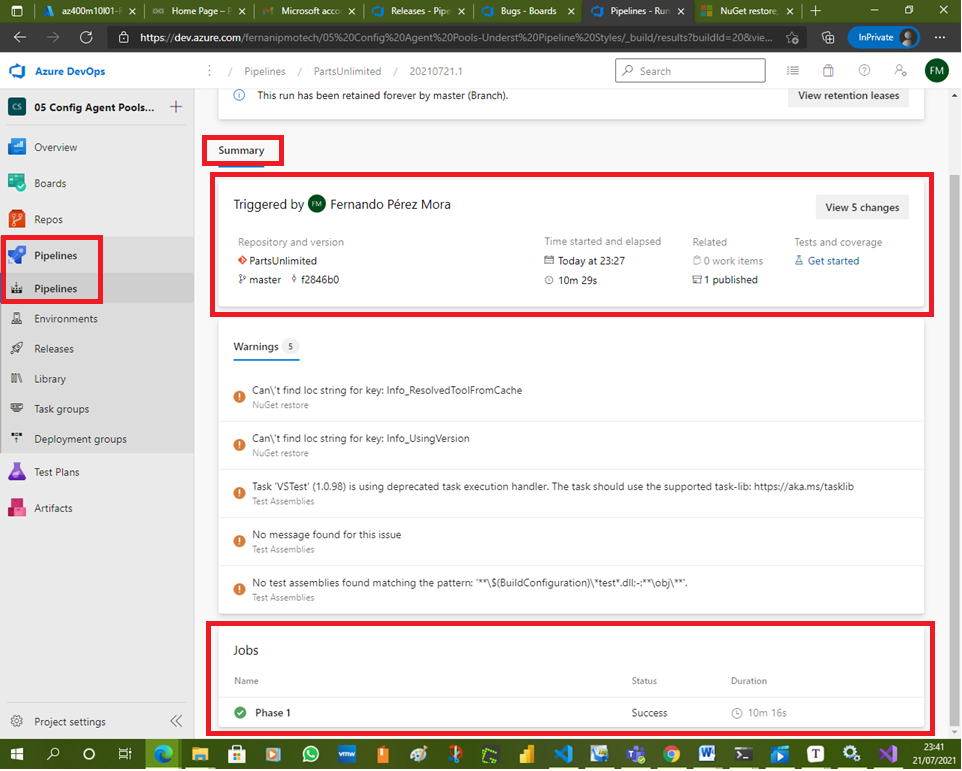 az400m10l01-F
Home Page – P
Microsoft acco
Releases - Pipe
Bugs - Boards
Pipelines - Run
NuGet restore,
https://dev.azure.com/fernanipmotech/05%20Config%20Agent%20Pools-Underst%20Pipeline%20Styles/_build/results?buildId=20&vie...
InPrivate
Azure DevOps
/ Pipelines / PartsUnlimited / 20210721.1
Search
FM
CS 05 Config Agent Pools...
This run has been retained forever by master (Branch).
View retention leases
Overview
Boards
Repos
Pipelines
Pipelines
Environments
Releases
Library
Task groups
Deployment groups
Test Plans
Artifacts
Project settings
Summary
Triggered by FM Fernando Pérez Mora
View 5 changes
Repository and version
PartsUnlimited
master f2846b0
Time started and elapsed
Today at 23:27
10m 29s
Related
0 work items
1 published
Tests and coverage
Get started
Warnings 5
Can\'t find loc string for key: Info_ResolvedToolFromCache
NuGet restore
Can\'t find loc string for key: Info_UsingVersion
NuGet restore
Task 'VSTest' (1.0.98) is using deprecated task execution handler. The task should use the supported task-lib: https://aka.ms/tasklib
Test Assemblies
No message found for this issue
Test Assemblies
No test assemblies found matching the pattern: '**\$(BuildConfiguration)\*test*.dll;-:**\obj\**'.
Test Assemblies
Jobs
Name Status Duration
Phase 1 Success 10m 16s
vmw
23:41
21/07/2021